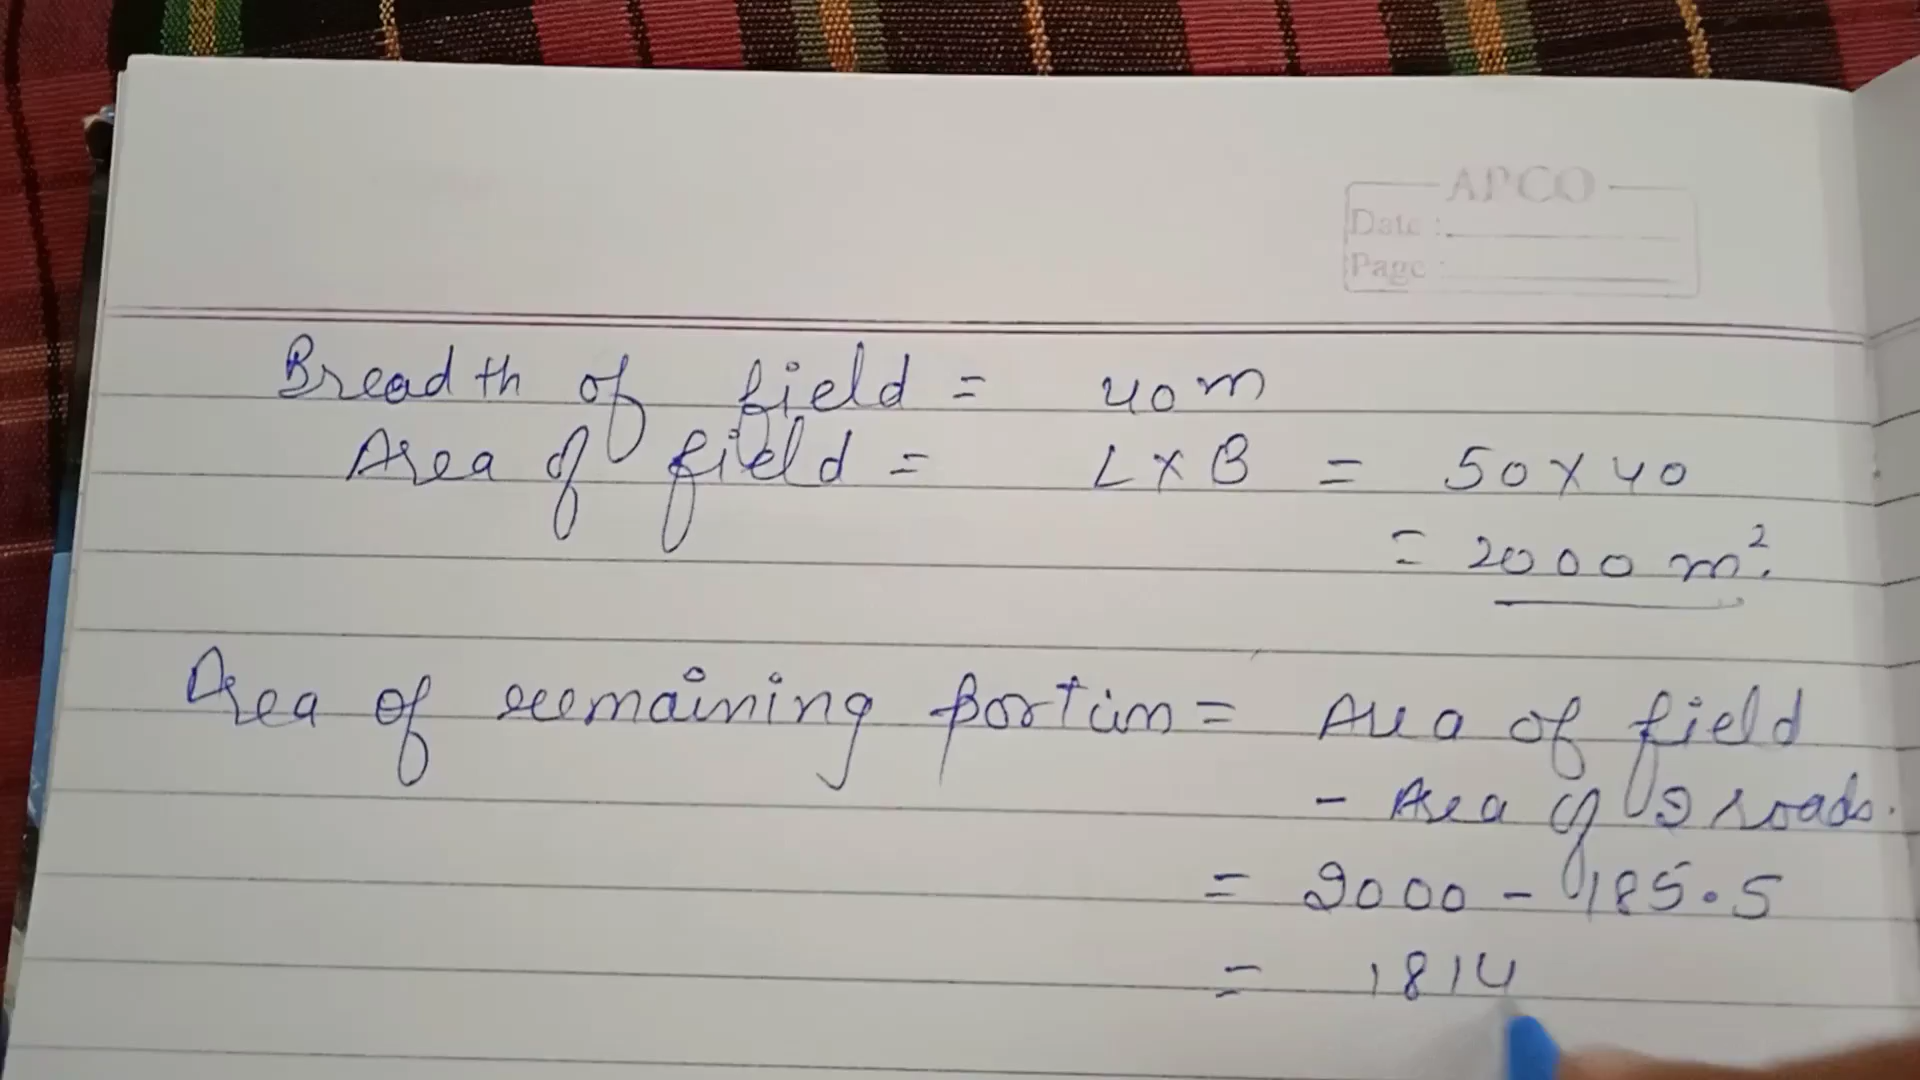 APCO
Date :
Page :
Breadth of field = 40m
Area of field = L×B = 50×40
= 2000 m².
Area of remaining portion = Area of field
- Area of 2 roads.
= 2000 - 185.5
= 1814